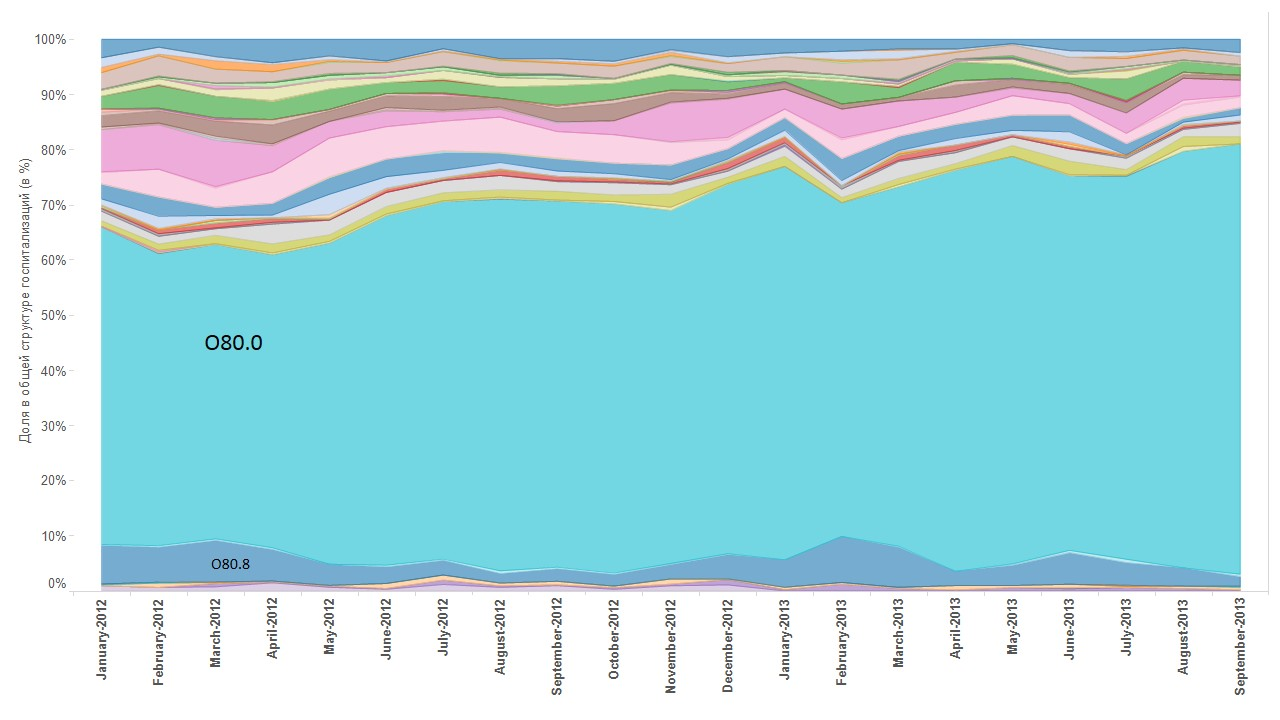 Доля в общей структуре госпитализаций (в %)
100%
90%
80%
70%
60%
50%
40%
30%
20%
10%
0%
O80.0
O80.8
January-2012
February-2012
March-2012
April-2012
May-2012
June-2012
July-2012
August-2012
September-2012
October-2012
November-2012
December-2012
January-2013
February-2013
March-2013
April-2013
May-2013
June-2013
July-2013
August-2013
September-2013